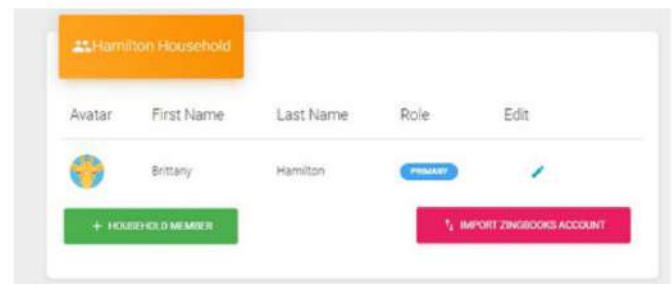 Hamilton Household
Avatar First Name Last Name Role Edit
Brittany Hamilton PRIMARY
+ HOUSEHOLD MEMBER IMPORT ZINGBOOKS ACCOUNT